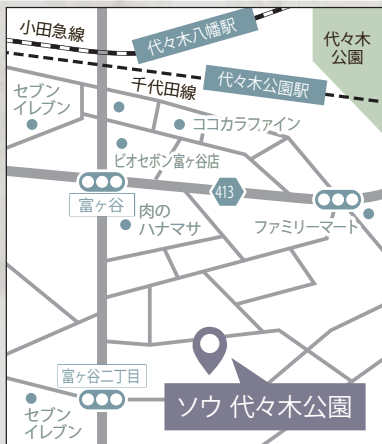 小田急線
代々木八幡駅
代々木
公園
千代田線
代々木公園駅
セブン
イレブン
ココカラファイン
ビオセボン富ヶ谷店
413
富ヶ谷
肉の
ハナマサ
ファミリーマート
富ヶ谷二丁目
ソウ 代々木公園
セブン
イレブン